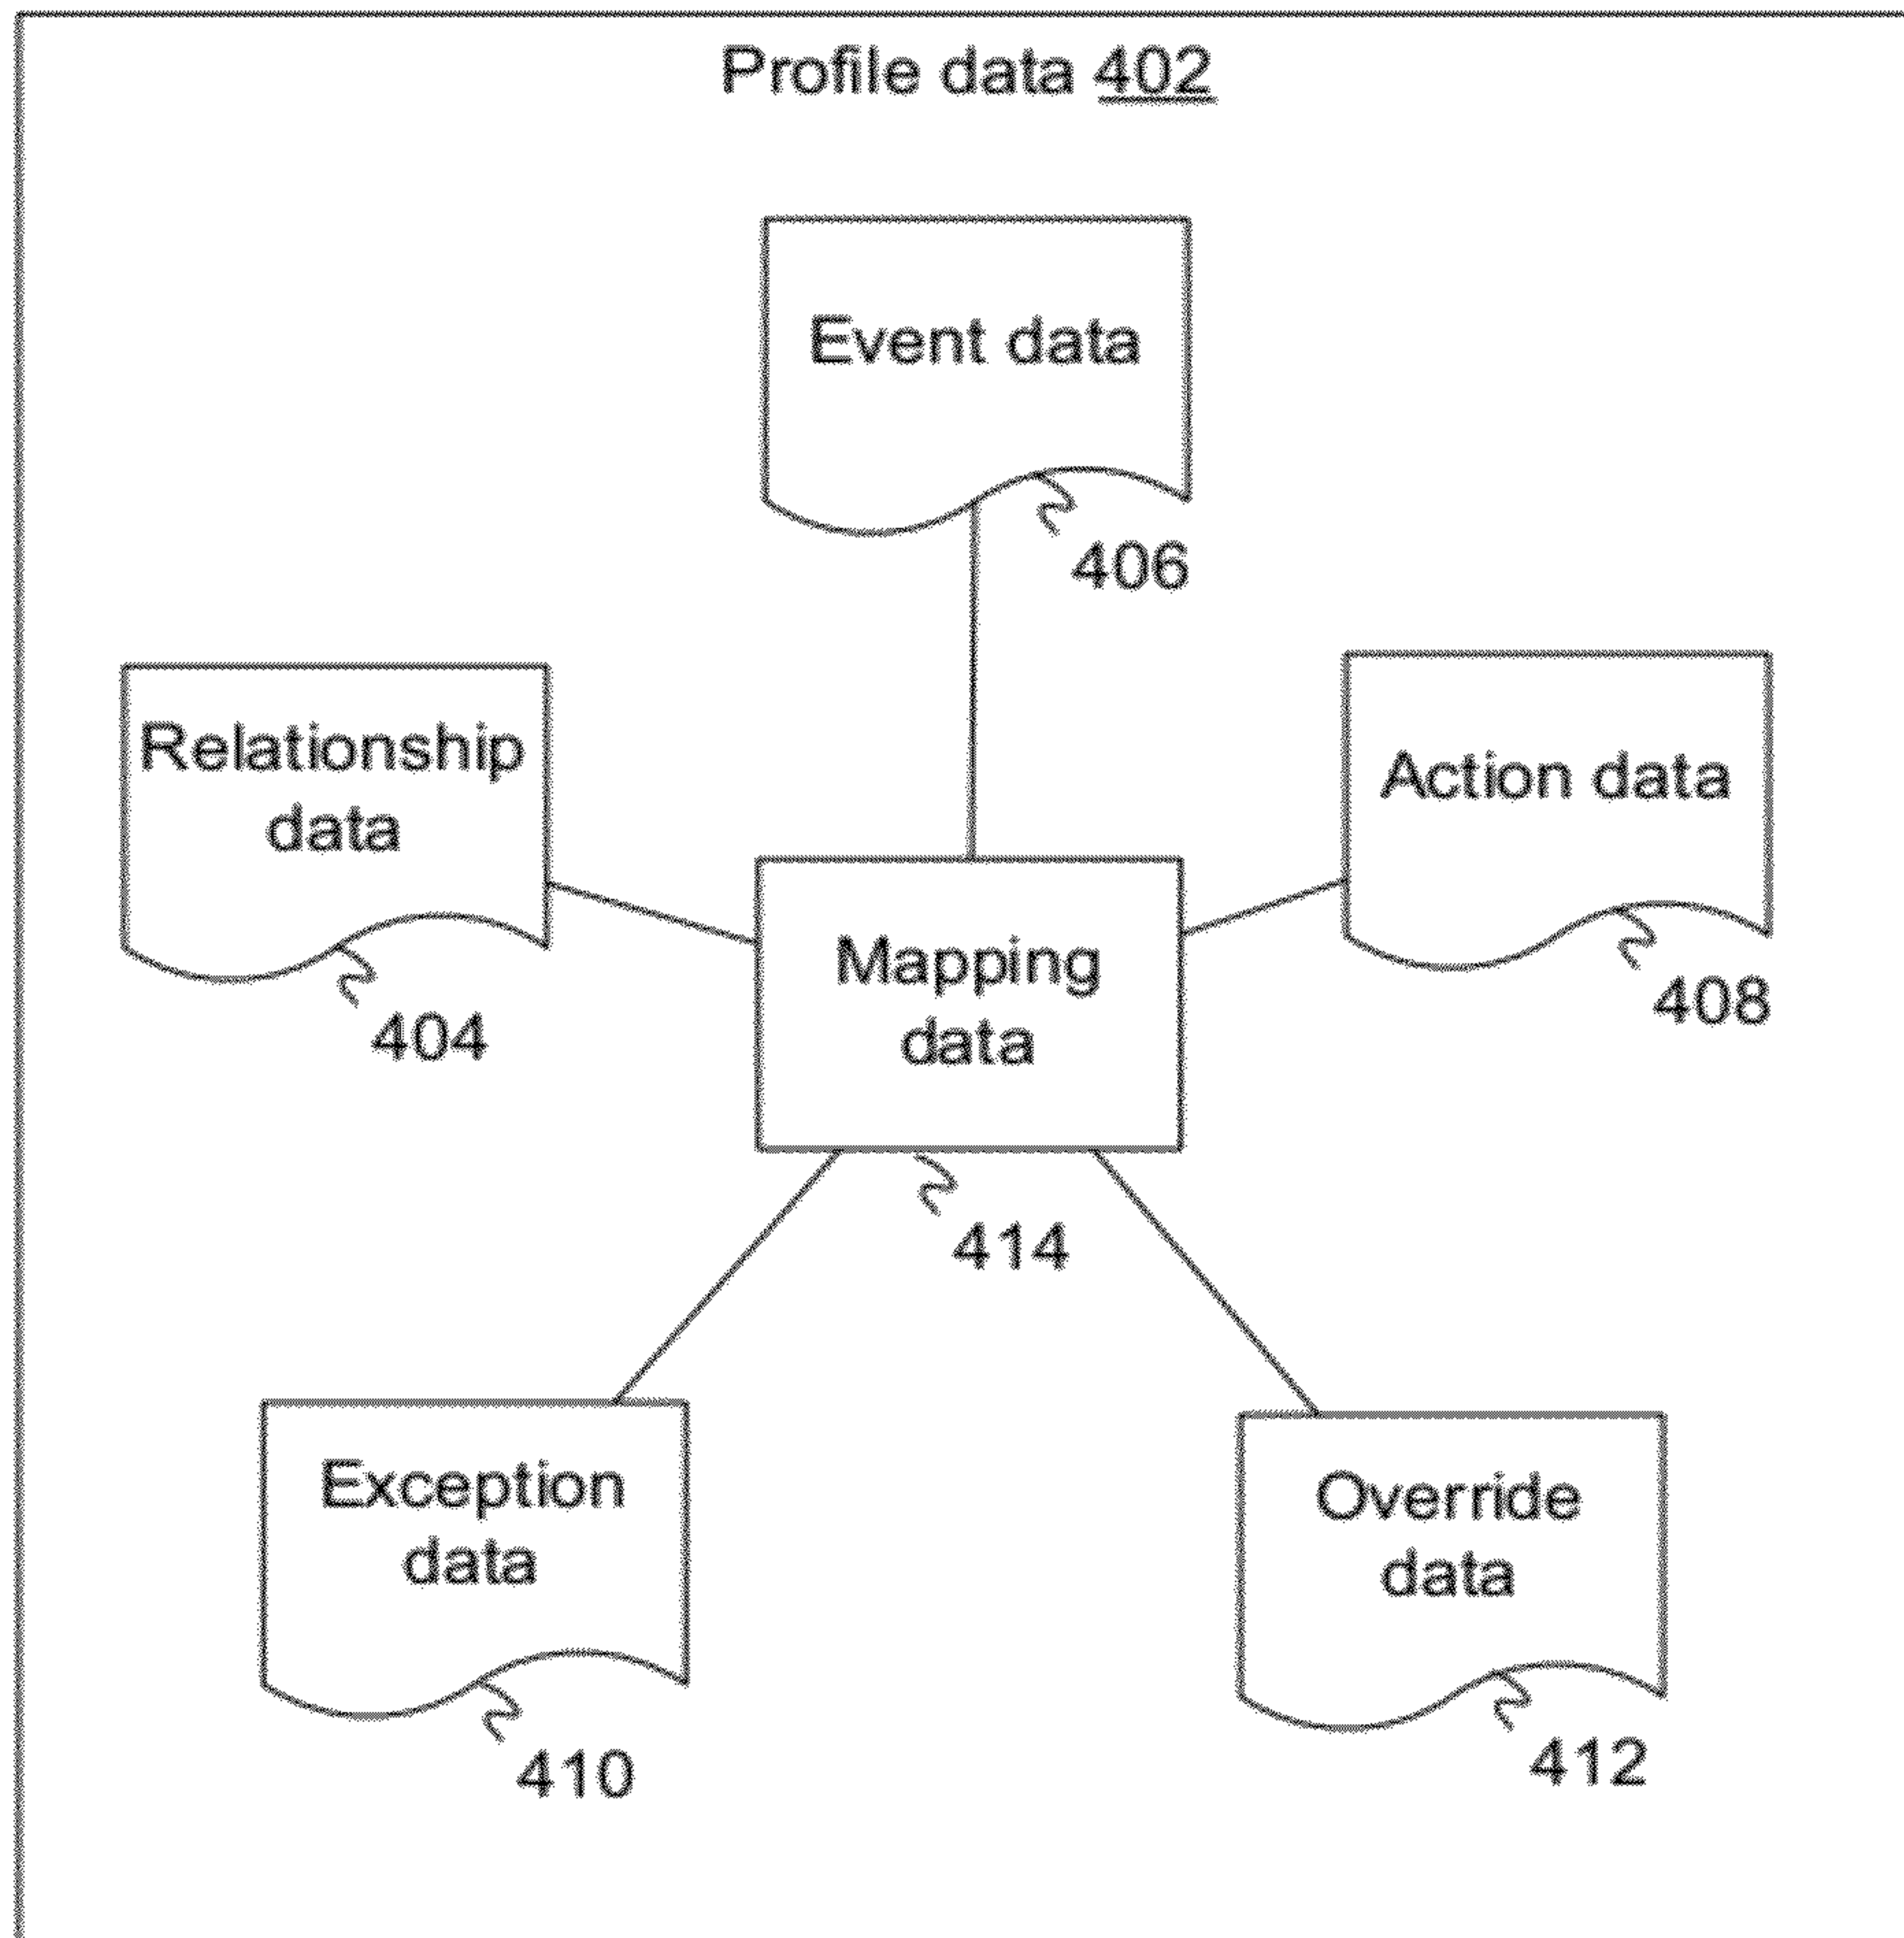 Profile data 402
Event data
406
Relationship
data
404
Action data
408
Mapping
data
414
Exception
data
410
Override
data
412